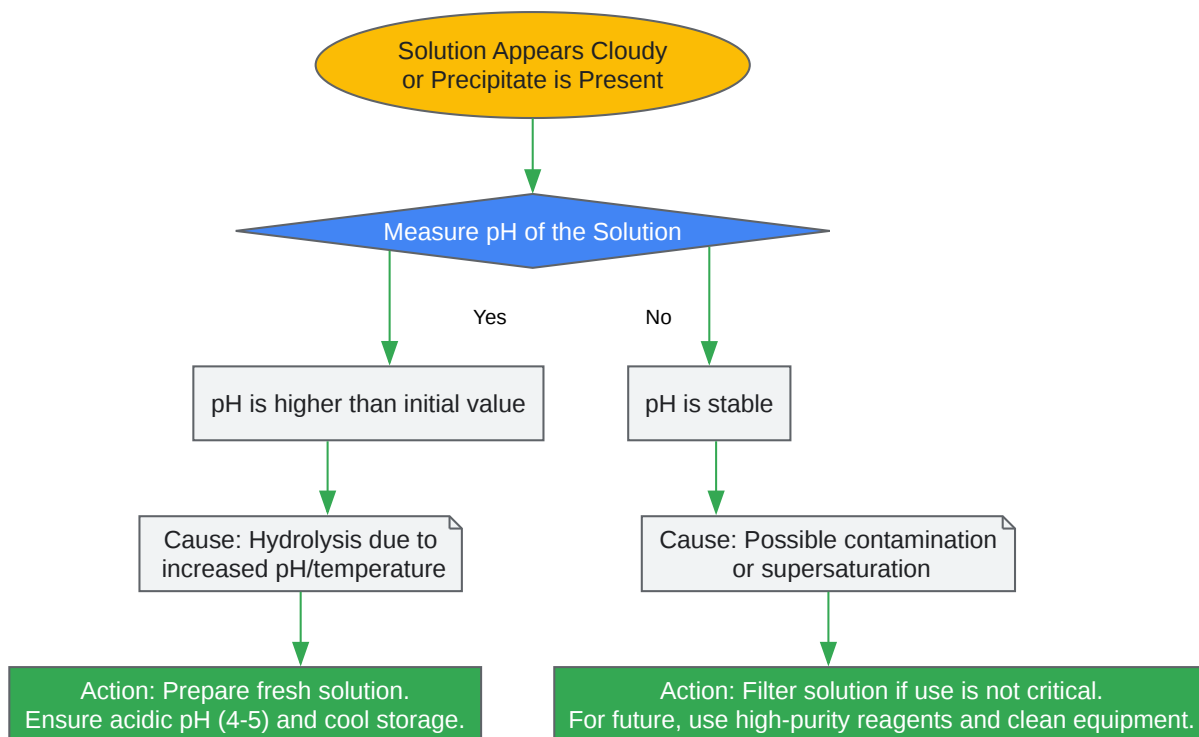 Solution Appears Cloudy
or Precipitate is Present
Measure pH of the Solution
Yes
No
pH is higher than initial value
pH is stable
Cause: Hydrolysis due to
increased pH/temperature
Cause: Possible contamination
or supersaturation
Action: Prepare fresh solution.
Ensure acidic pH (4-5) and cool storage.
Action: Filter solution if use is not critical.
For future, use high-purity reagents and clean equipment.